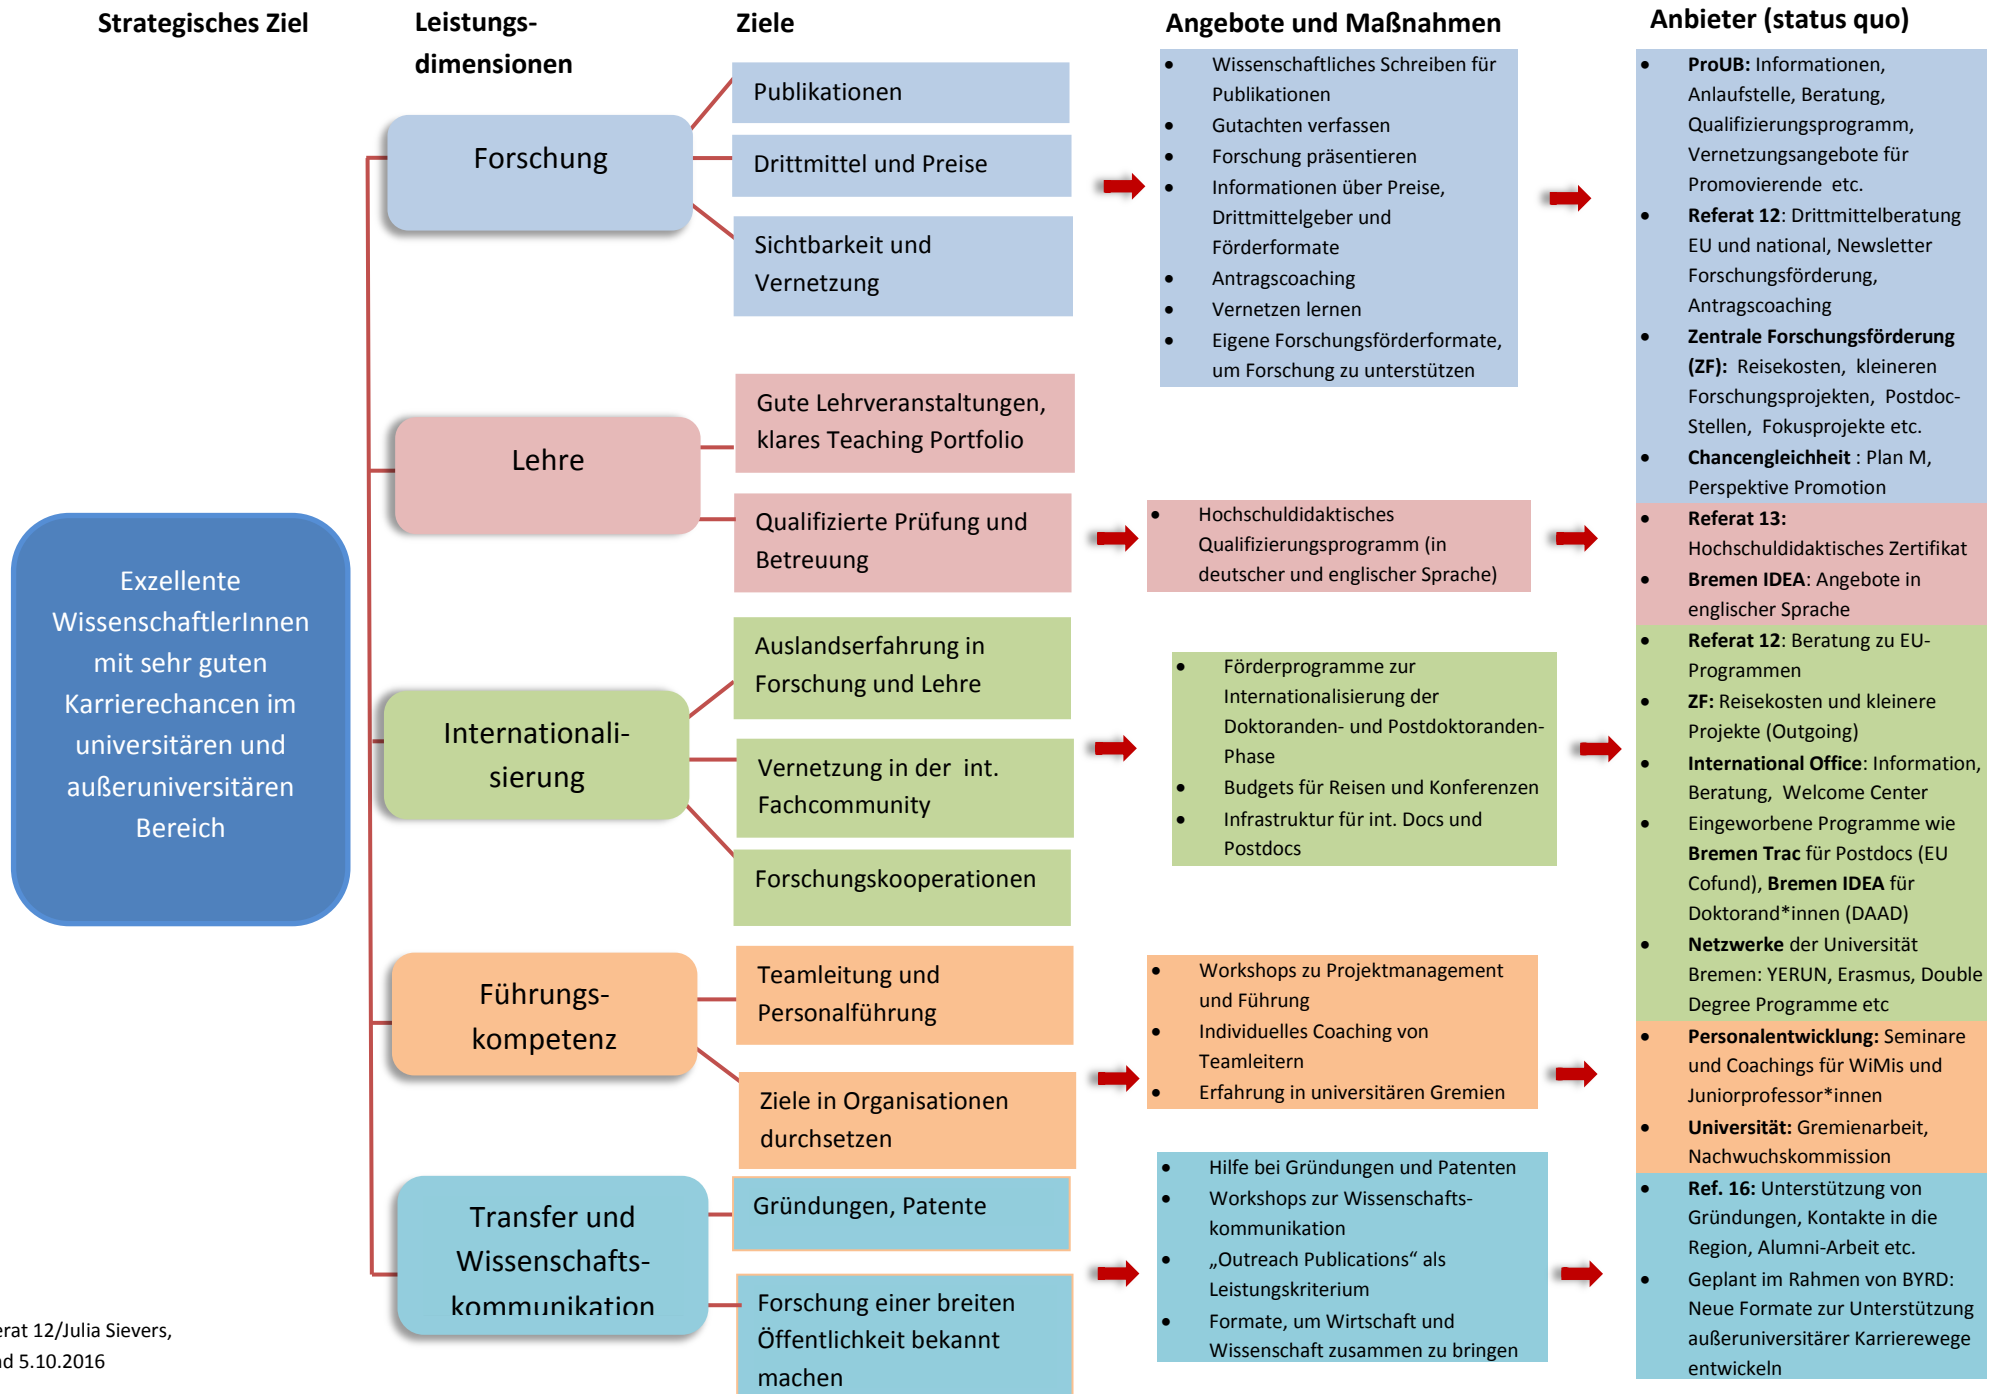 Strategisches Ziel
Leistungs-
dimensionen
Ziele
Angebote und Maßnahmen
Anbieter (status quo)
Exzellente
WissenschaftlerInnen
mit sehr guten
Karrierechancen im
universitären und
außeruniversitären
Bereich
Forschung
Publikationen
Drittmittel und Preise
Sichtbarkeit und
Vernetzung
• Wissenschaftliches Schreiben für
Publikationen
• Gutachten verfassen
• Forschung präsentieren
• Informationen über Preise,
Drittmittelgeber und
Förderformate
• Antragscoaching
• Vernetzen lernen
• Eigene Forschungsförderformate,
um Forschung zu unterstützen
• ProUB: Informationen,
Anlaufstelle, Beratung,
Qualifizierungsprogramm,
Vernetzungsangebote für
Promovierende etc.
• Referat 12: Drittmittelberatung
EU und national, Newsletter
Forschungsförderung,
Antragscoaching
• Zentrale Forschungsförderung
(ZF): Reisekosten, kleineren
Forschungsprojekten, Postdoc-
Stellen, Fokusprojekte etc.
• Chancengleichheit : Plan M,
Perspektive Promotion
Lehre
Gute Lehrveranstaltungen,
klares Teaching Portfolio
Qualifizierte Prüfung und
Betreuung
• Hochschuldidaktisches
Qualifizierungsprogramm (in
deutscher und englischer Sprache)
• Referat 13:
Hochschuldidaktisches Zertifikat
• Bremen IDEA: Angebote in
englischer Sprache
Internationali-
sierung
Auslandserfahrung in
Forschung und Lehre
Vernetzung in der int.
Fachcommunity
Forschungskooperationen
• Förderprogramme zur
Internationalisierung der
Doktoranden- und Postdoktoranden-
Phase
• Budgets für Reisen und Konferenzen
• Infrastruktur für int. Docs und
Postdocs
• Referat 12: Beratung zu EU-
Programmen
• ZF: Reisekosten und kleinere
Projekte (Outgoing)
• International Office: Information,
Beratung, Welcome Center
• Eingeworbene Programme wie
Bremen Trac für Postdocs (EU
Cofund), Bremen IDEA für
Doktorand*innen (DAAD)
• Netzwerke der Universität
Bremen: YERUN, Erasmus, Double
Degree Programme etc
Führungs-
kompetenz
Teamleitung und
Personalführung
Ziele in Organisationen
durchsetzen
• Workshops zu Projektmanagement
und Führung
• Individuelles Coaching von
Teamleitern
• Erfahrung in universitären Gremien
• Personalentwicklung: Seminare
und Coachings für WiMis und
Juniorprofessor*innen
• Universität: Gremienarbeit,
Nachwuchskommission
Transfer und
Wissenschafts-
kommunikation
Gründungen, Patente
Forschung einer breiten
Öffentlichkeit bekannt
machen
• Hilfe bei Gründungen und Patenten
• Workshops zur Wissenschafts-
kommunikation
• „Outreach Publications“ als
Leistungskriterium
• Formate, um Wirtschaft und
Wissenschaft zusammen zu bringen
• Ref. 16: Unterstützung von
Gründungen, Kontakte in die
Region, Alumni-Arbeit etc.
• Geplant im Rahmen von BYRD:
Neue Formate zur Unterstützung
außeruniversitärer Karrierewege
entwickeln
erat 12/Julia Sievers,
d 5.10.2016